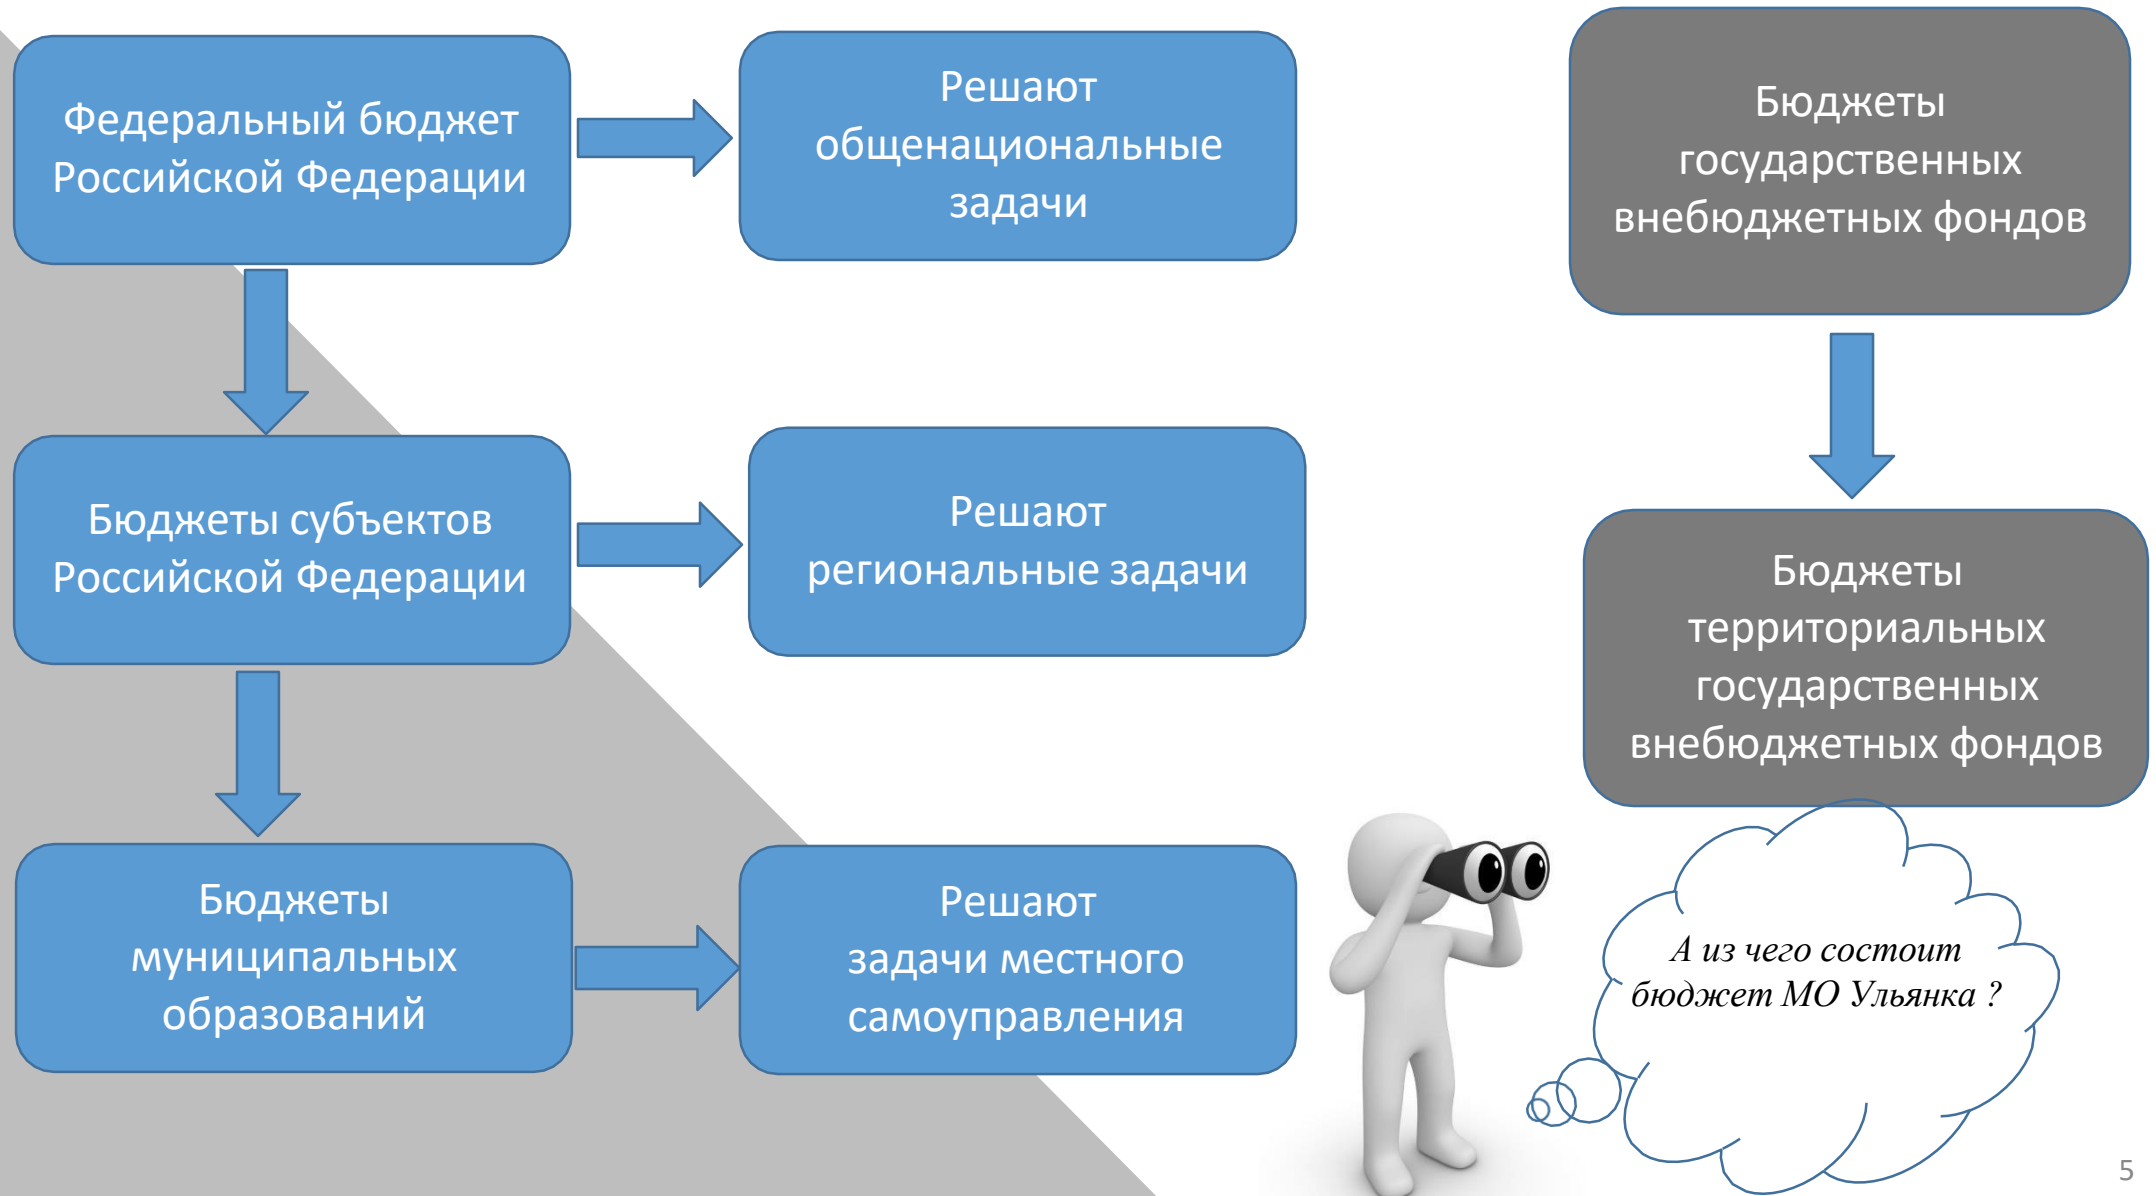 Федеральный бюджет
Российской Федерации
Решают
общенациональные
задачи
Бюджеты
государственных
внебюджетных фондов
Бюджеты субъектов
Российской Федерации
Решают
региональные задачи
Бюджеты
территориальных
государственных
внебюджетных фондов
Бюджеты
муниципальных
образований
Решают
задачи местного
самоуправления
А из чего состоит
бюджет МО Ульянка ?
5